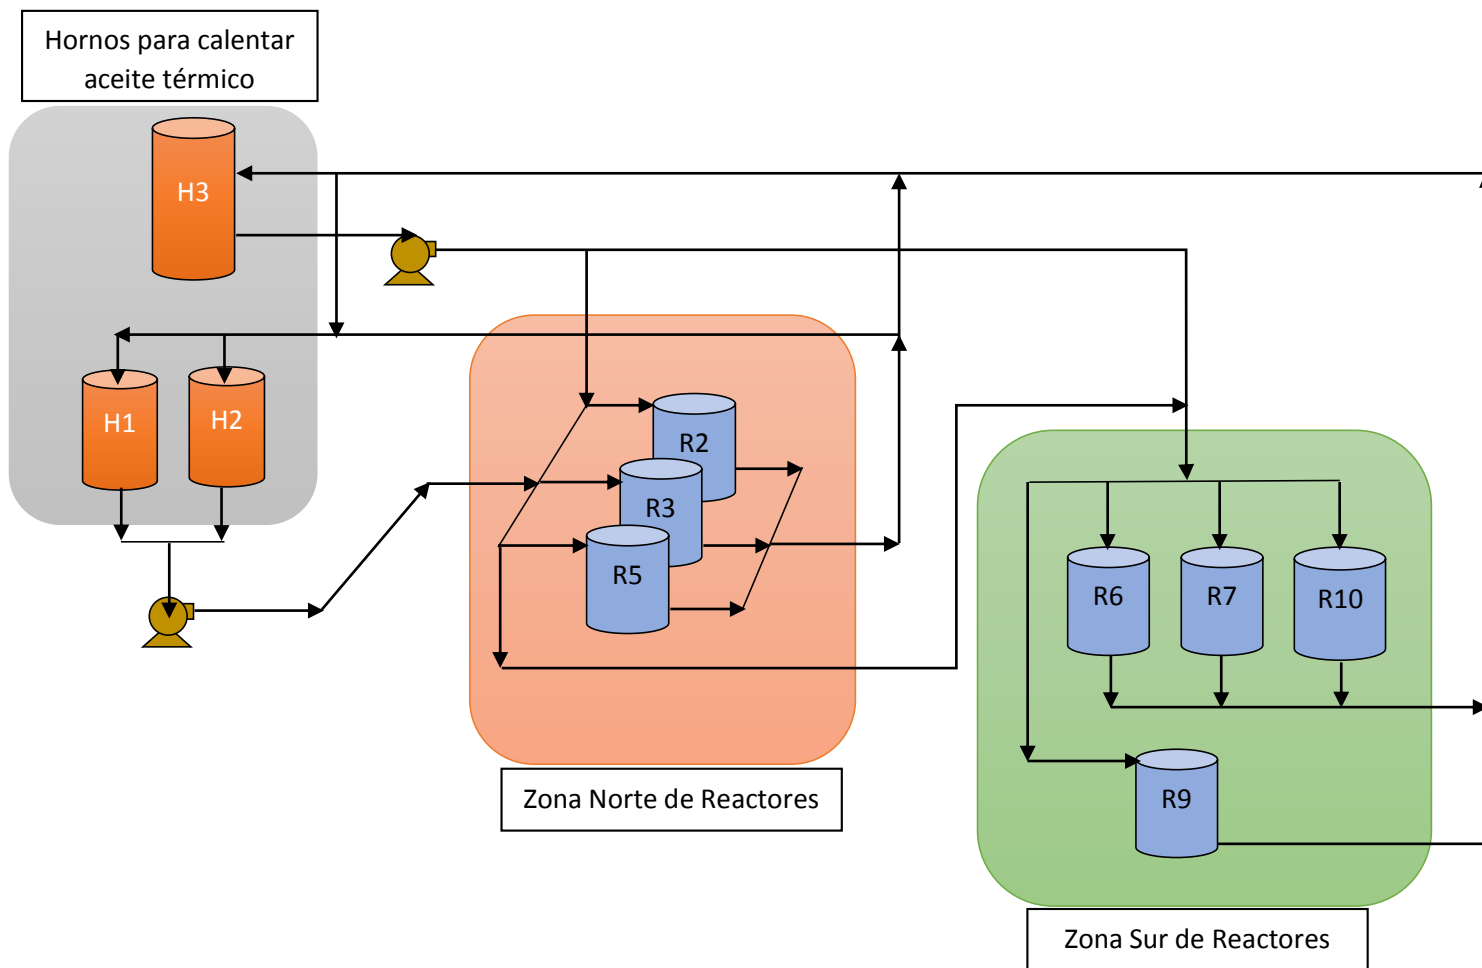 Hornos para calentar
aceite térmico
H3
H1
H2
R2
R3
R5
Zona Norte de Reactores
R6
R7
R10
R9
Zona Sur de Reactores